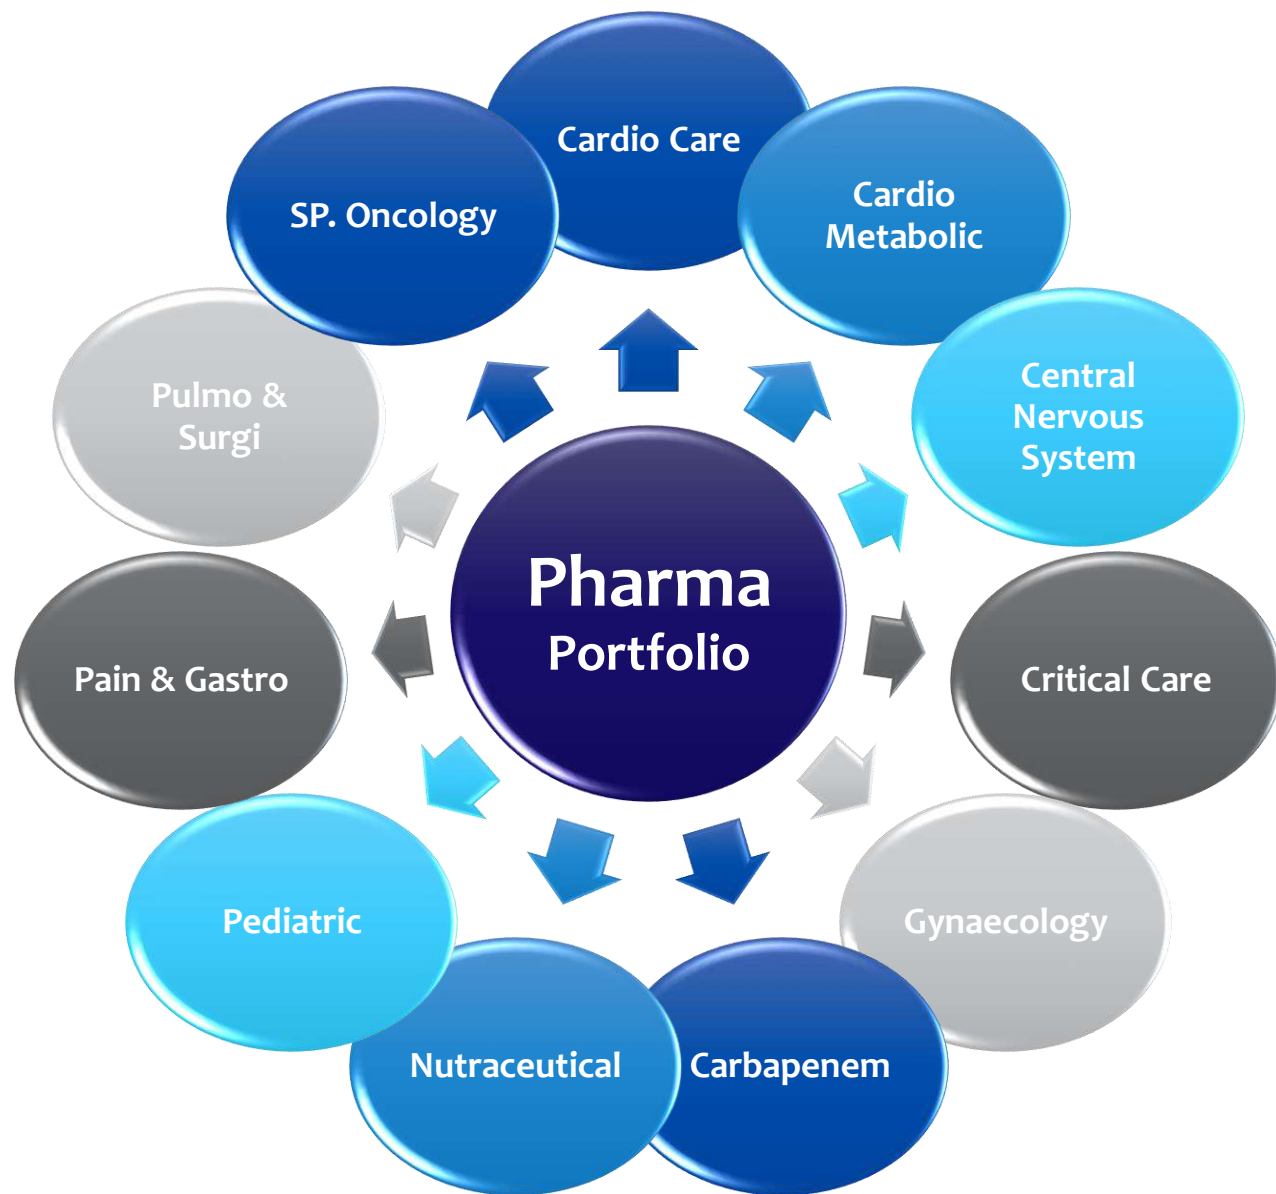 Cardio Care
Cardio
Metabolic
Central
Nervous
System
Critical Care
Gynaecology
Carbapenem
Nutraceutical
Pediatric
Pain & Gastro
Pulmo &
Surgi
SP. Oncology
Pharma
Portfolio